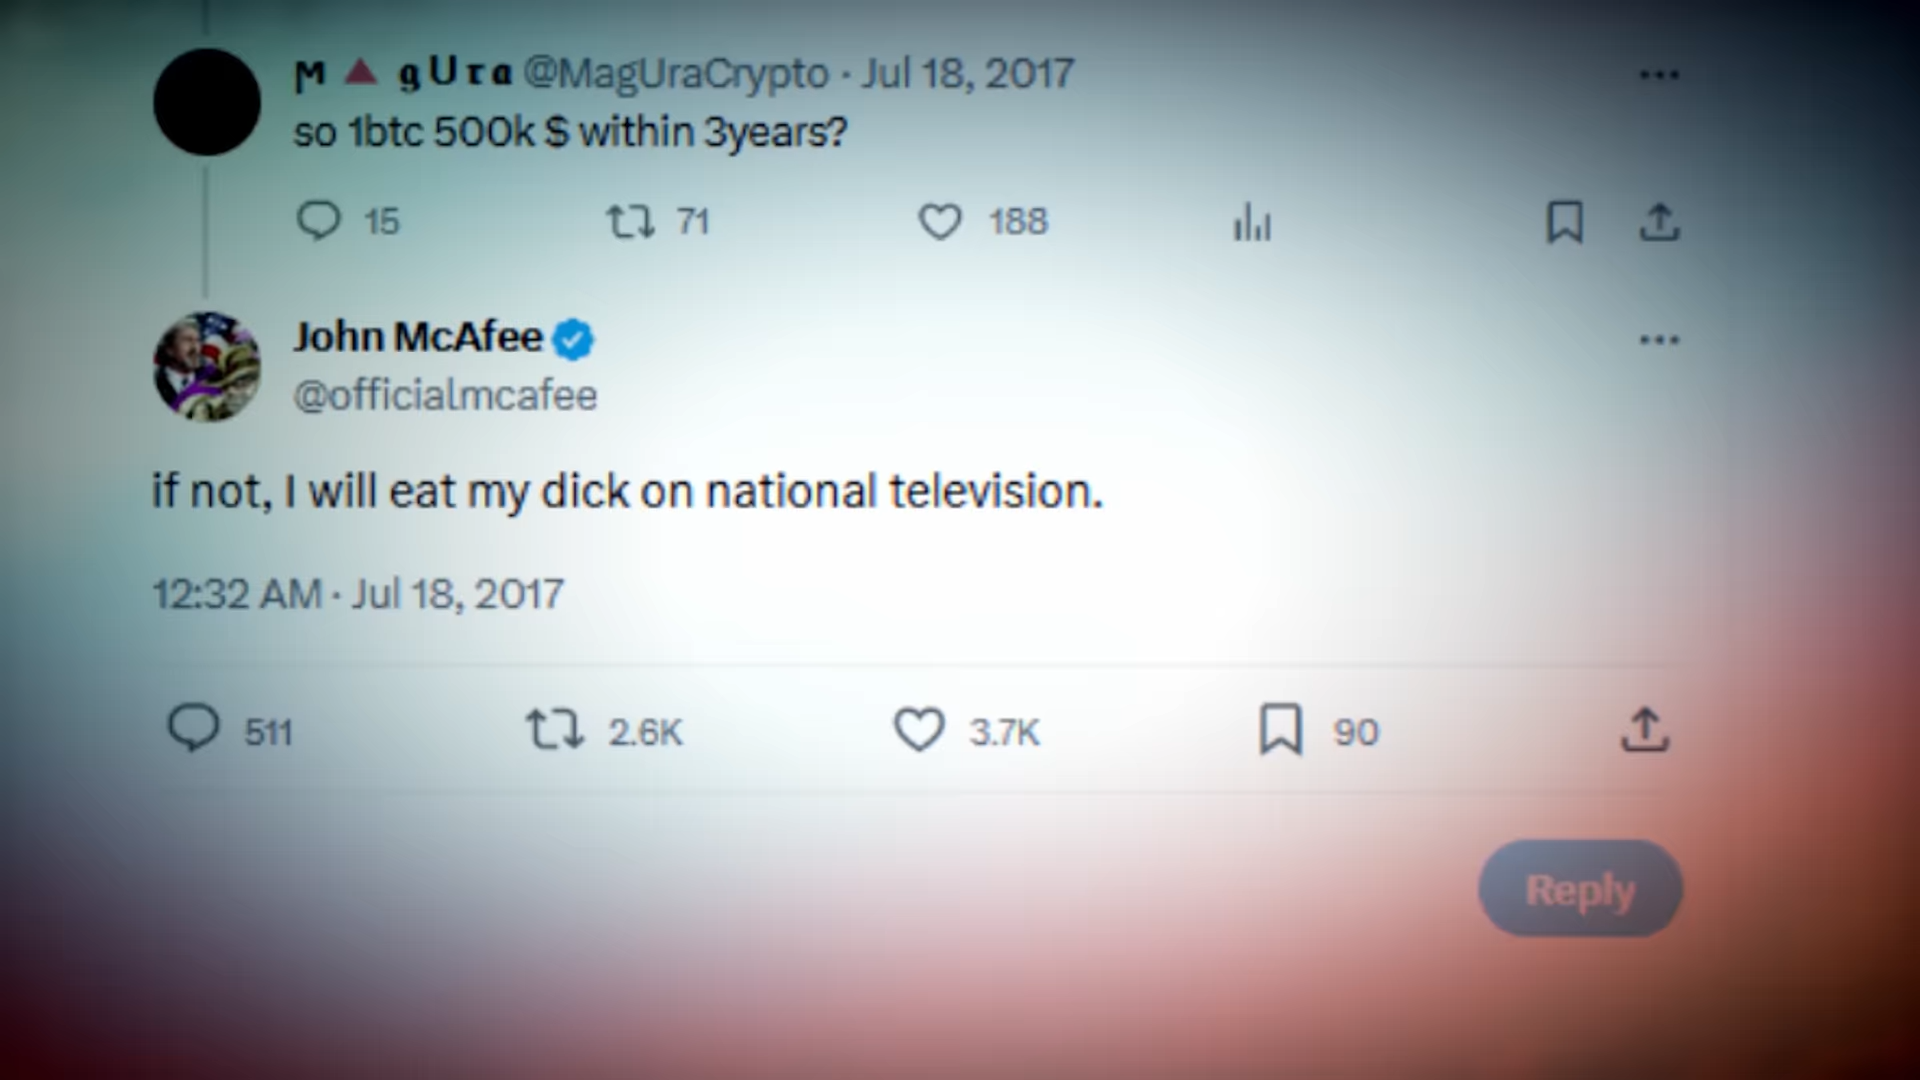 M 🔺 gUra @MagUraCrypto · Jul 18, 2017
so 1btc 500k $ within 3years?
15 71 188
John McAfee
@officialmcafee
if not, I will eat my dick on national television.
12:32 AM · Jul 18, 2017
511 2.6K 3.7K 90
Reply